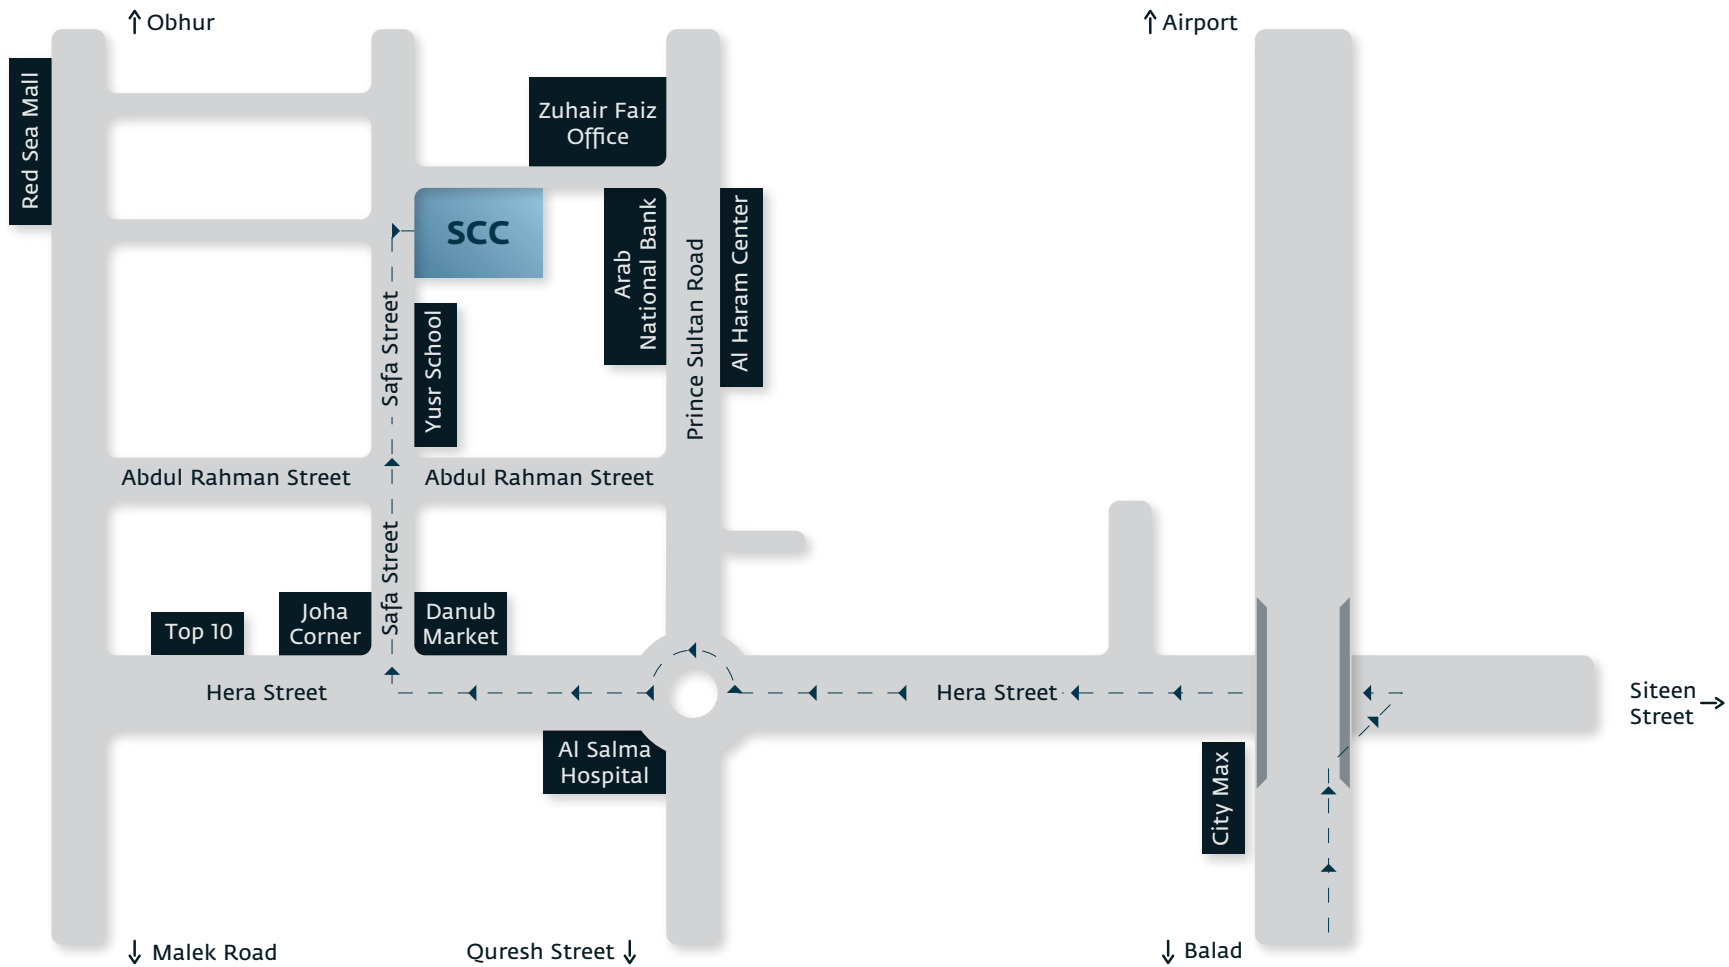 Obhur
Airport
Red Sea Mall
Zuhair Faiz
Office
SCC
Arab
National Bank
Prince Sultan Road
Al Haram Center
Safa Street
Yusr School
Abdul Rahman Street
Abdul Rahman Street
Safa Street
Top 10
Joha
Corner
Danub
Market
Hera Street
Hera Street
Siteen
Street
Al Salma
Hospital
City Max
Malek Road
Quresh Street
Balad